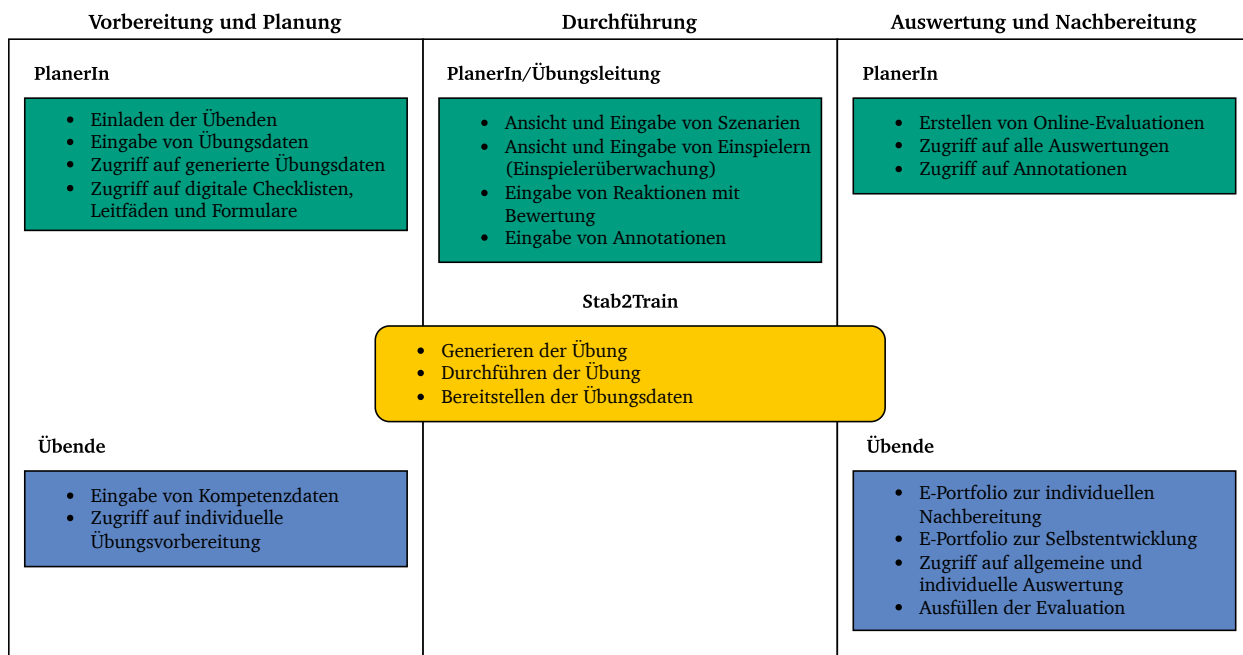 Vorbereitung und Planung
PlanerIn
• Einladen der Übenden
• Eingabe von Übungsdaten
• Zugriff auf generierte Übungsdaten
• Zugriff auf digitale Checklisten,
Leitfäden und Formulare
Übende
• Eingabe von Kompetenzdaten
• Zugriff auf individuelle
Übungsvorbereitung
Durchführung
PlanerIn/Übungsleitung
• Ansicht und Eingabe von Szenarien
• Ansicht und Eingabe von Einspielern
(Einspielerüberwachung)
• Eingabe von Reaktionen mit
Bewertung
• Eingabe von Annotationen
Stab2Train
• Generieren der Übung
• Durchführen der Übung
• Bereitstellen der Übungsdaten
Auswertung und Nachbereitung
PlanerIn
• Erstellen von Online-Evaluationen
• Zugriff auf alle Auswertungen
• Zugriff auf Annotationen
Übende
• E-Portfolio zur individuellen
Nachbereitung
• E-Portfolio zur Selbstentwicklung
• Zugriff auf allgemeine und
individuelle Auswertung
• Ausfüllen der Evaluation